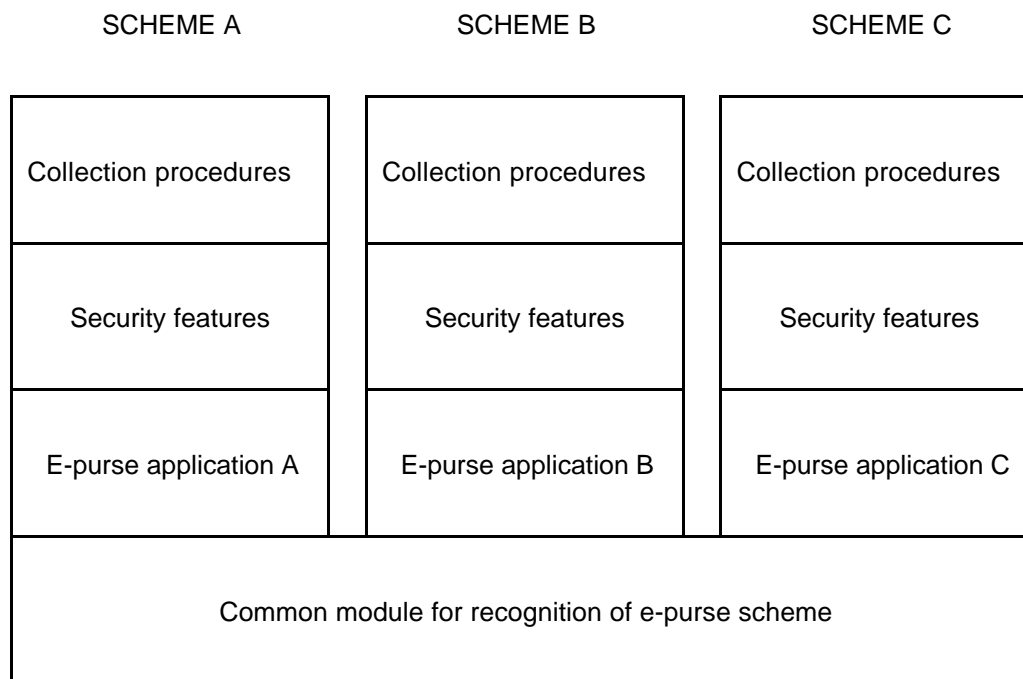 SCHEME A
SCHEME B
SCHEME C
Collection procedures
Collection procedures
Collection procedures
Security features
Security features
Security features
E-purse application A
E-purse application B
E-purse application C
Common module for recognition of e-purse scheme